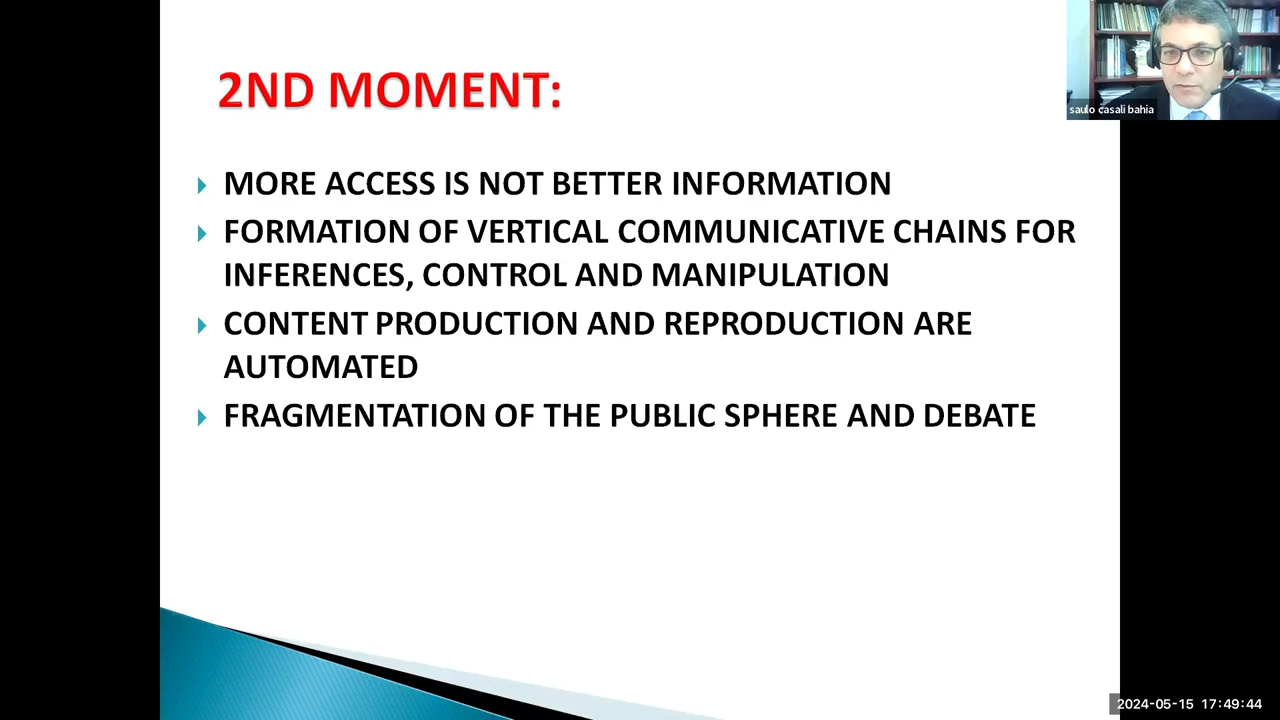 2ND MOMENT:
saulo casali bahia
MORE ACCESS IS NOT BETTER INFORMATION
FORMATION OF VERTICAL COMMUNICATIVE CHAINS FOR
INFERENCES, CONTROL AND MANIPULATION
CONTENT PRODUCTION AND REPRODUCTION ARE
AUTOMATED
FRAGMENTATION OF THE PUBLIC SPHERE AND DEBATE
2024-05-15 17:49:44